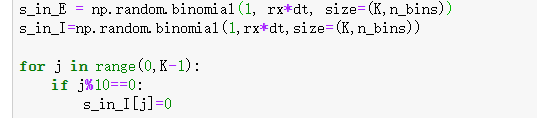 s_in_E = np.random.binomial(1, rx*dt, size=(K,n_bins))
s_in_I=np.random.binomial(1,rx*dt,size=(K,n_bins))
for j in range(0,K-1):
    if j%10==0:
        s_in_I[j]=0